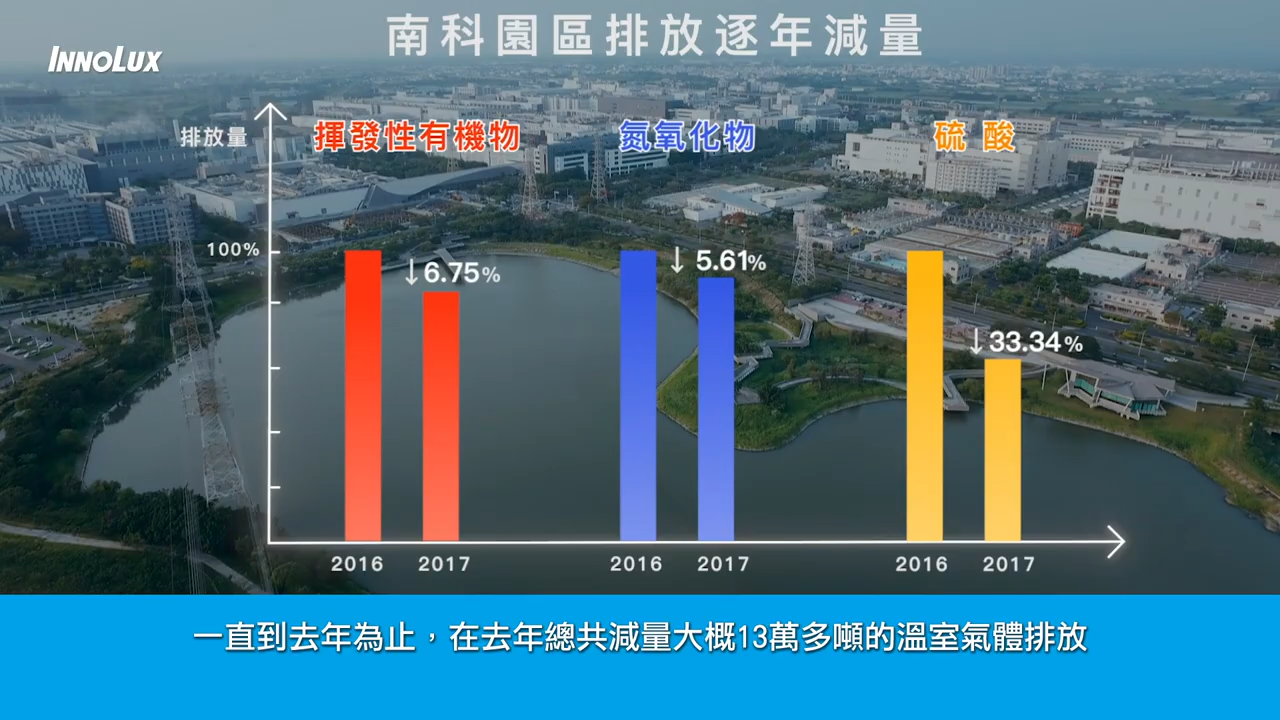 南科園區排放逐年減量
INNOLUX
排放量
揮發性有機物
氮氧化物
硫酸
100%
↓6.75%
↓5.61%
↓33.34%
2016 2017
2016 2017
2016 2017
一直到去年為止，在去年總共減量大概13萬多噸的溫室氣體排放